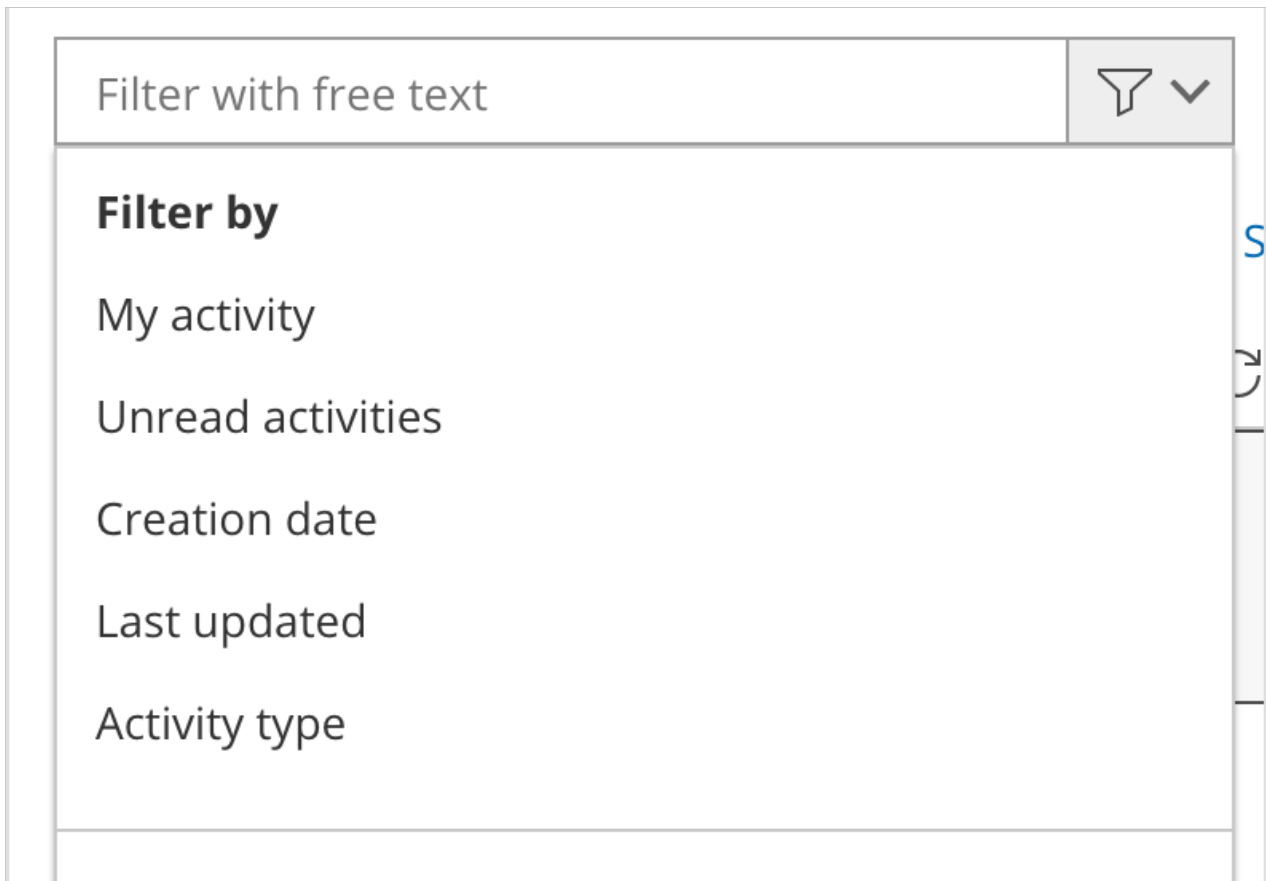 Filter with free text
Filter by
S
My activity
Unread activities
Creation date
Last updated
Activity type